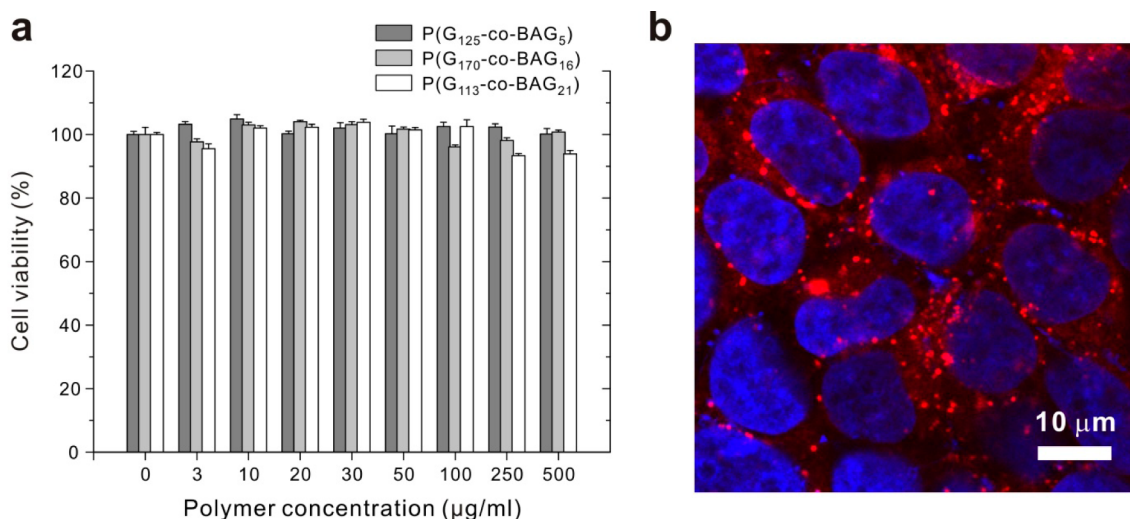 a
P(G125-co-BAG5)
P(G170-co-BAG16)
P(G113-co-BAG21)
120
100
80
60
40
20
0
Cell viability (%)
0 3 10 20 30 50 100 250 500
Polymer concentration (μg/ml)
b
10 μm